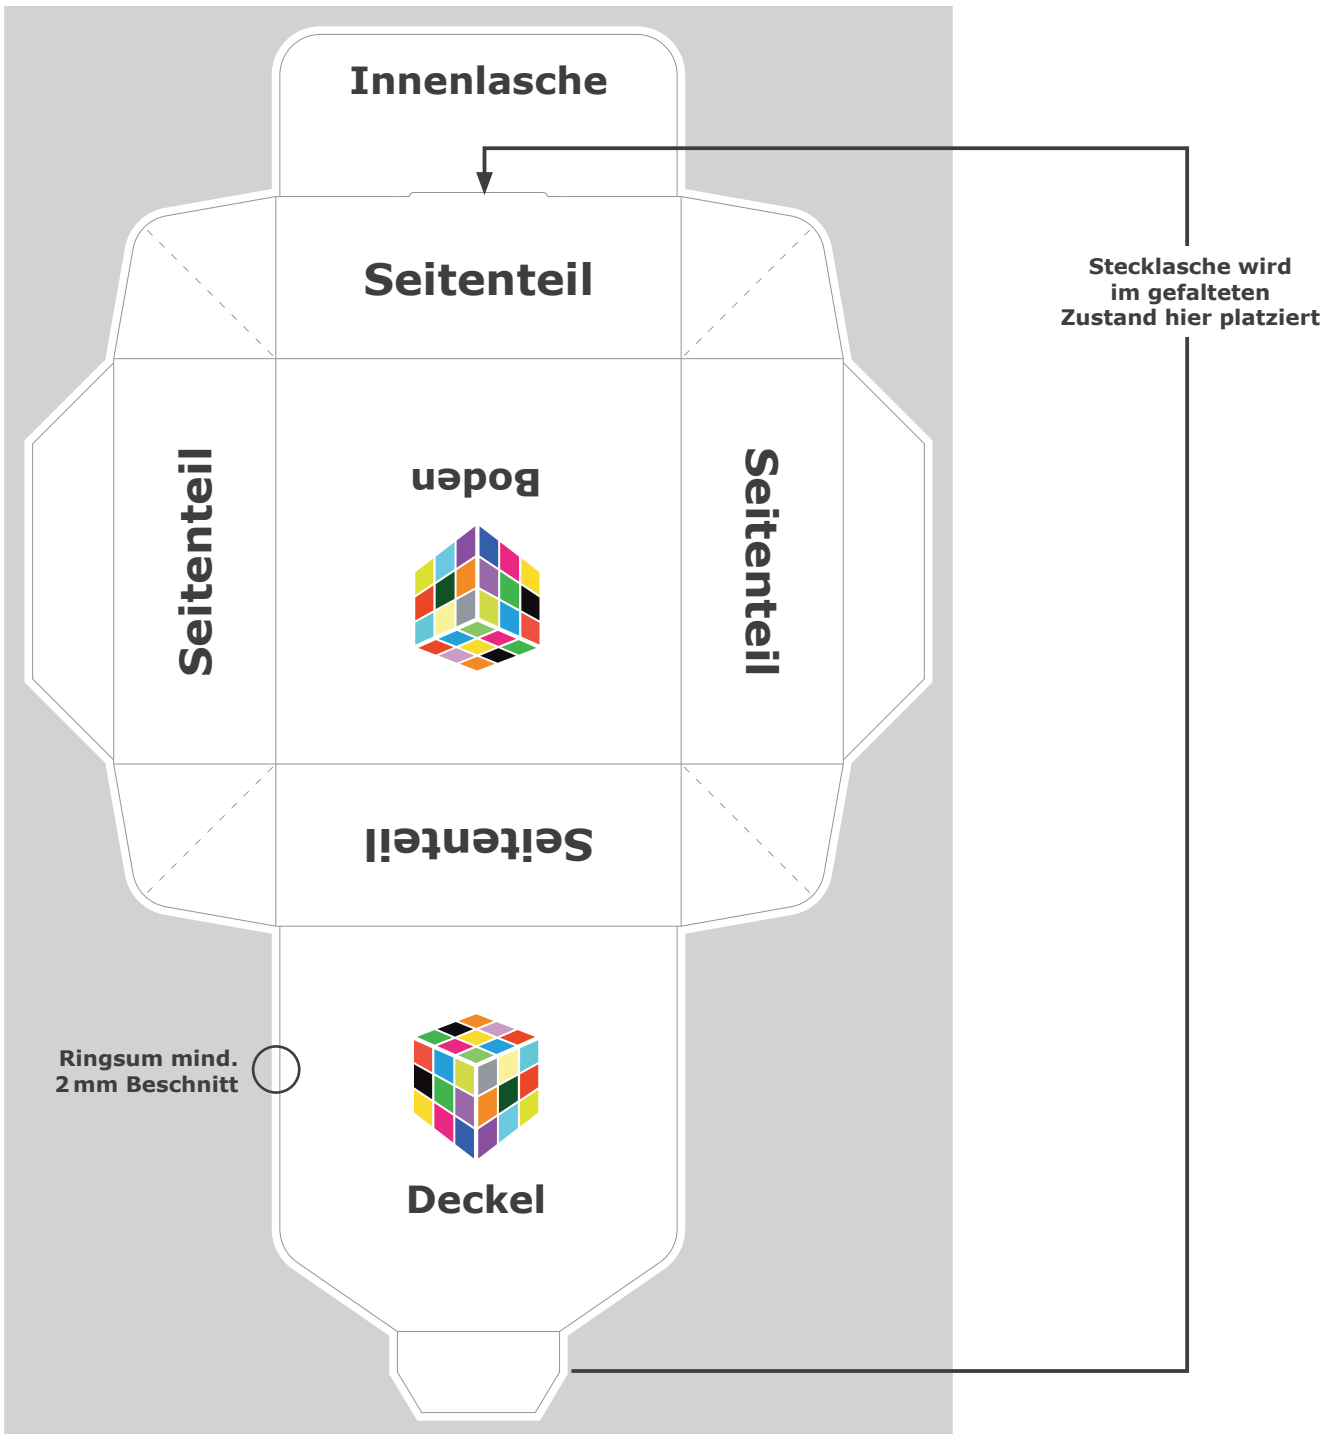 Innenlasche
Seitenteil
Stecklasche wird
im gefalteten
Zustand hier platziert
Seitenteil
Boden
Seitenteil
Seitenteil
Ringsum mind.
2 mm Beschnitt
Deckel